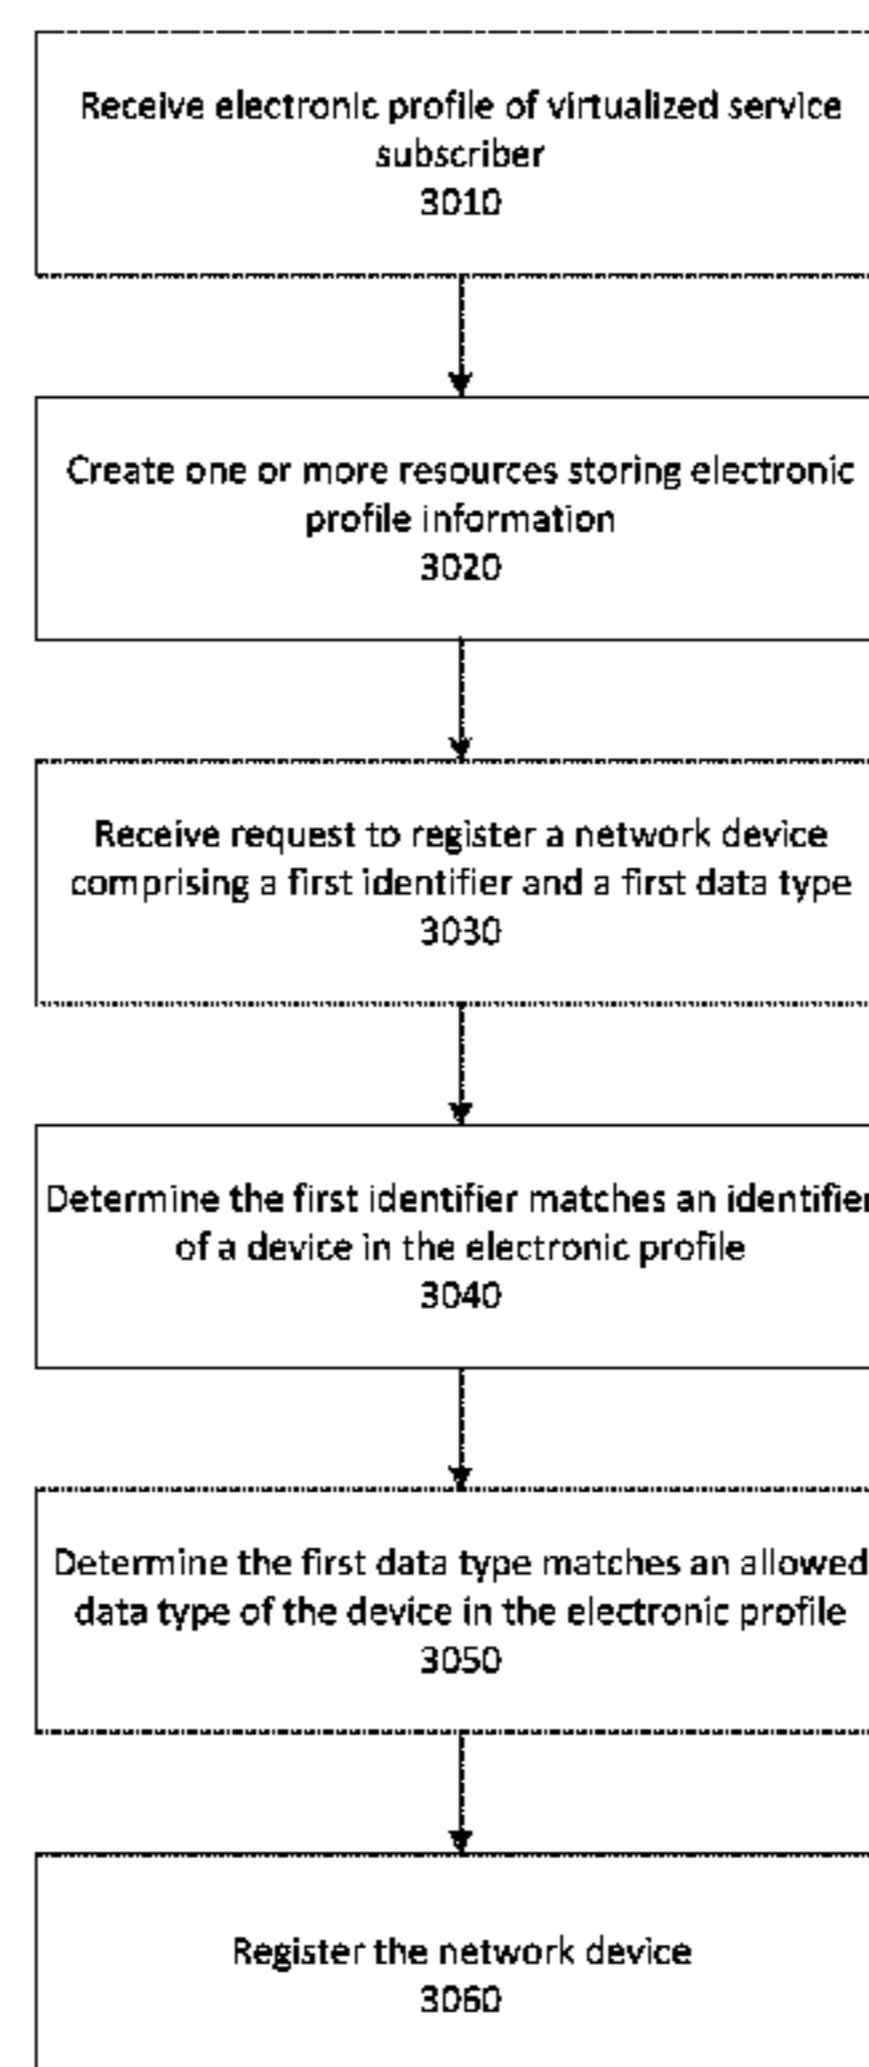 Receive electronic profile of virtualized service
subscriber
3010
Create one or more resources storing electronic
profile information
3020
Receive request to register a network device
comprising a first identifier and a first data type
3030
Determine the first identifier matches an identifier
of a device in the electronic profile
3040
Determine the first data type matches an allowed
data type of the device in the electronic profile
3050
Register the network device
3060